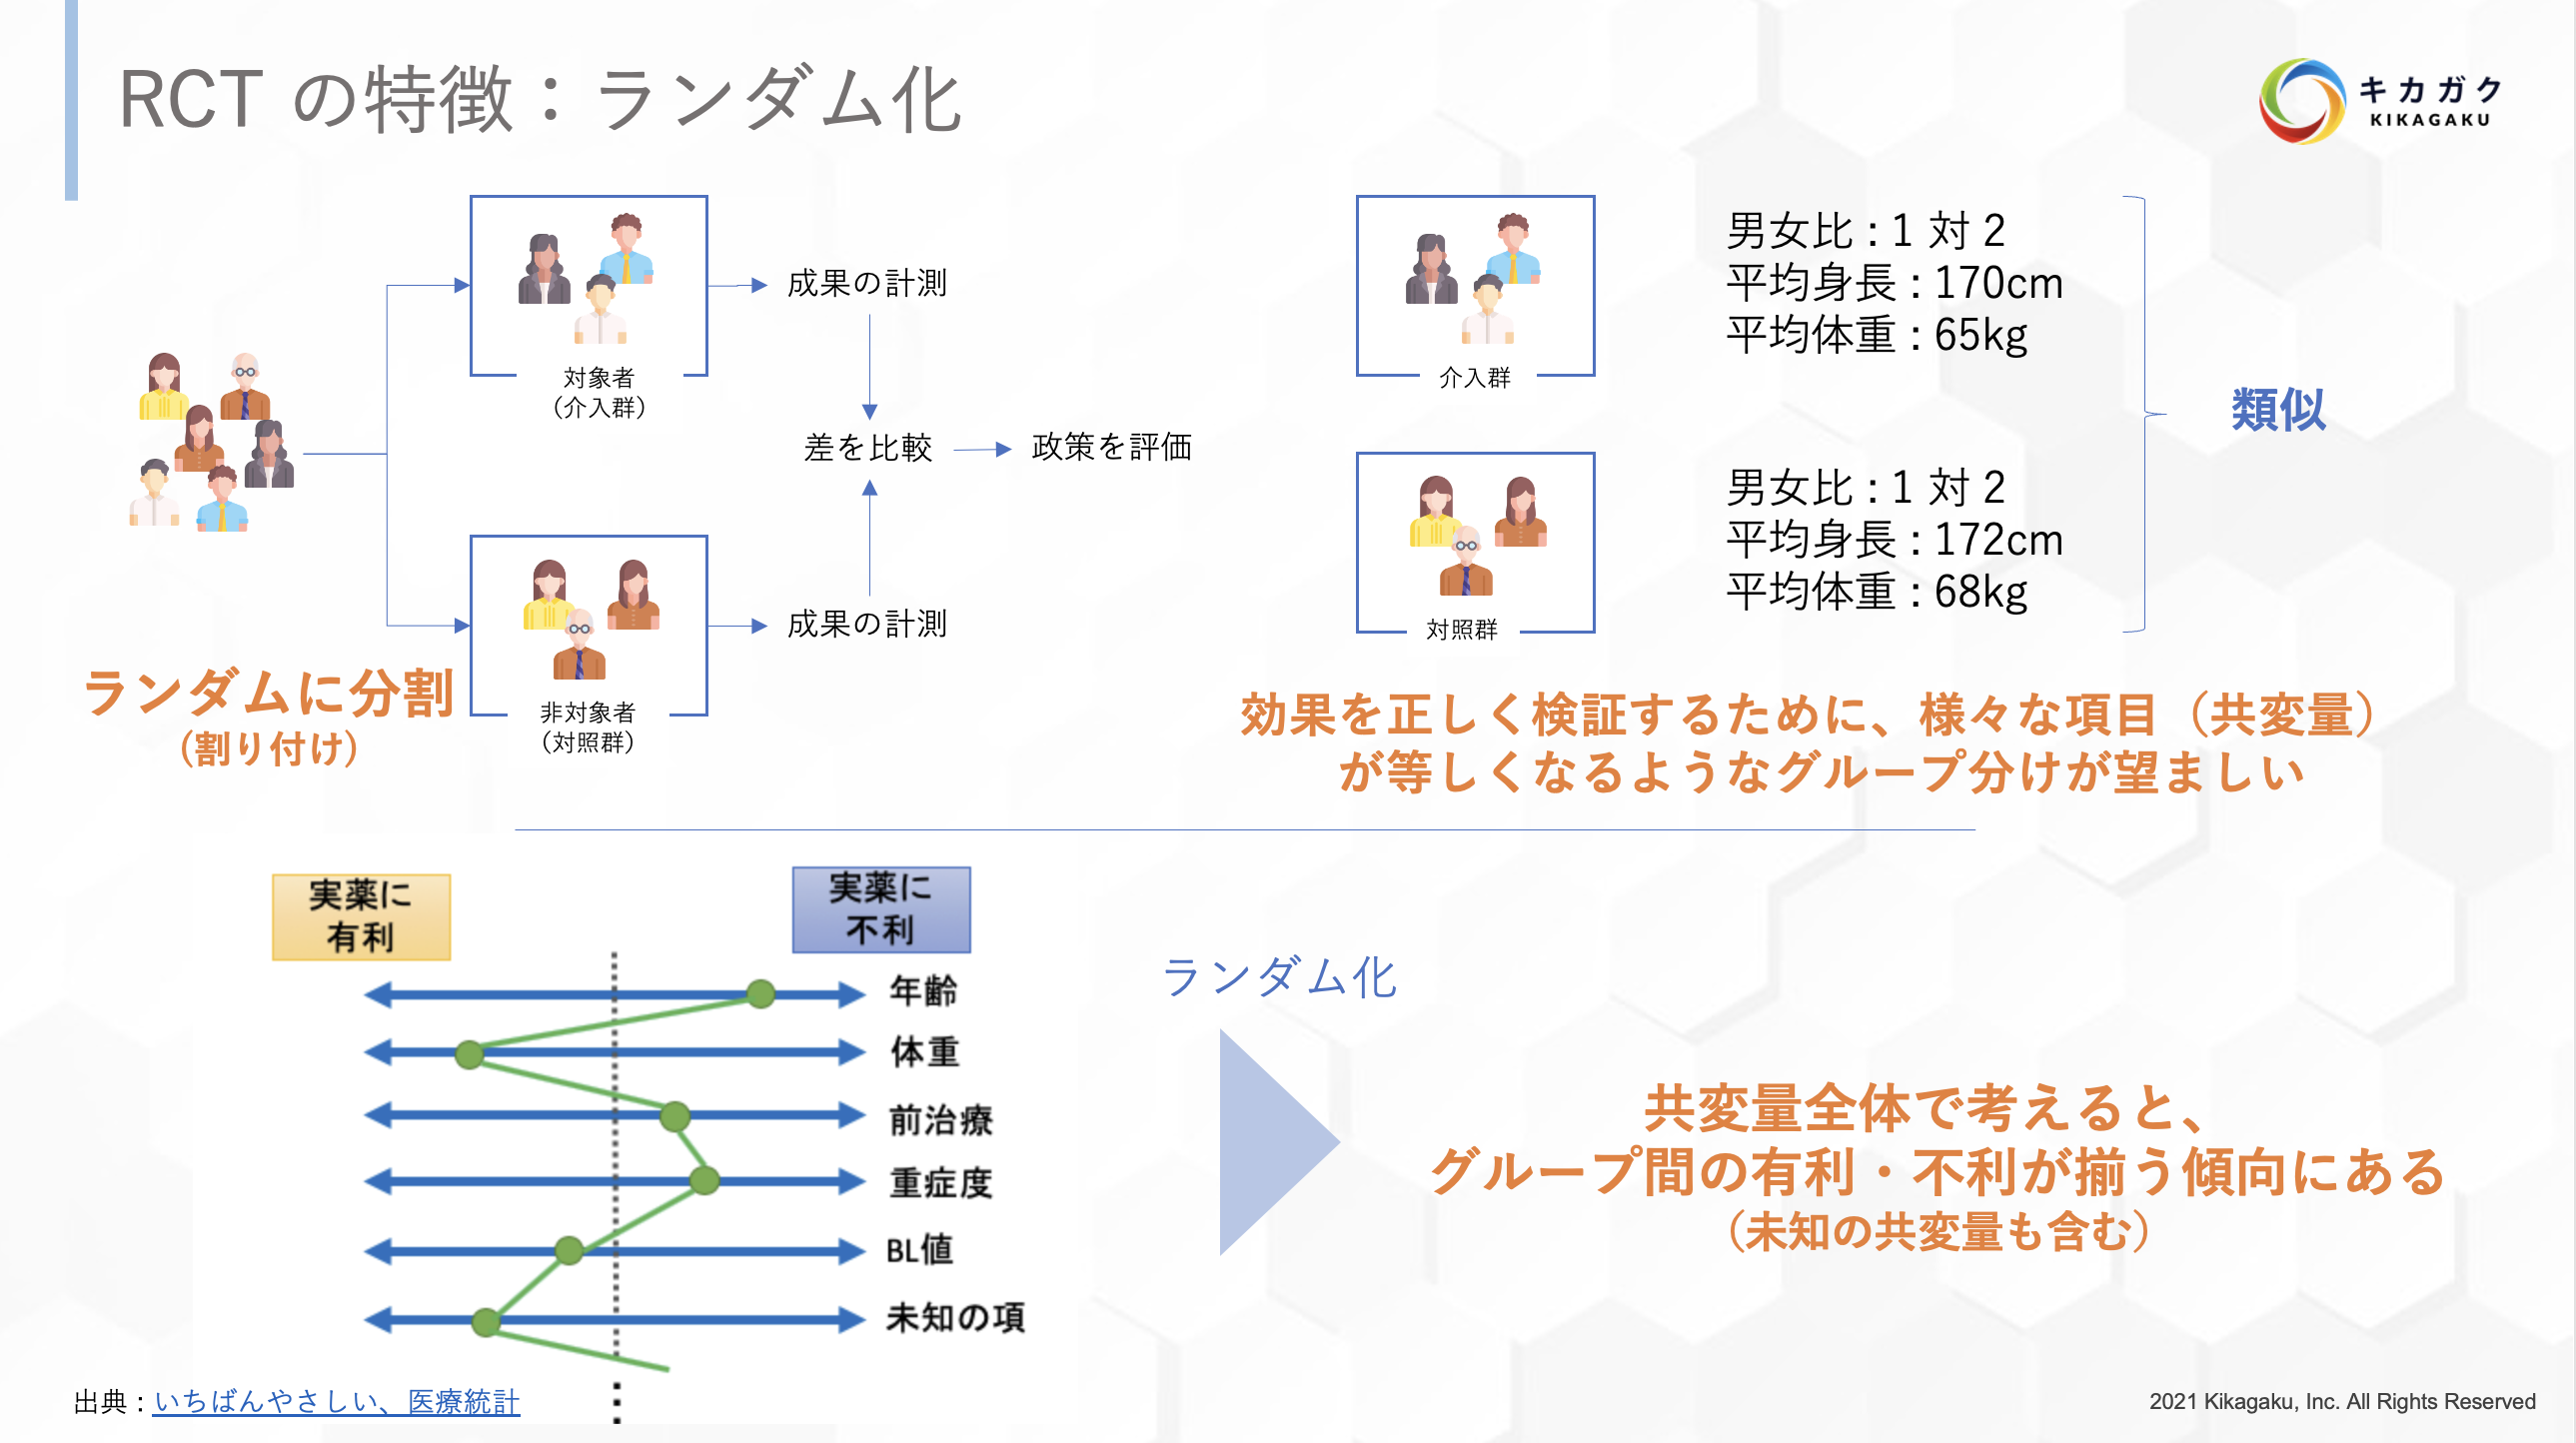 RCT の特徴：ランダム化
キカガク
KIKAGAKU
対象者
（介入群）
成果の計測
差を比較
政策を評価
成果の計測
非対象者
（対照群）
ランダムに分割
(割り付け)
介入群
男女比 : 1 対 2
平均身長 : 170cm
平均体重 : 65kg
対照群
男女比 : 1 対 2
平均身長 : 172cm
平均体重 : 68kg
類似
効果を正しく検証するために、様々な項目（共変量）
が等しくなるようなグループ分けが望ましい
実薬に
有利
実薬に
不利
年齢
体重
前治療
重症度
BL値
未知の項
ランダム化
共変量全体で考えると、
グループ間の有利・不利が揃う傾向にある
（未知の共変量も含む）
出典 : いちばんやさしい、医療統計
2021 Kikagaku, Inc. All Rights Reserved